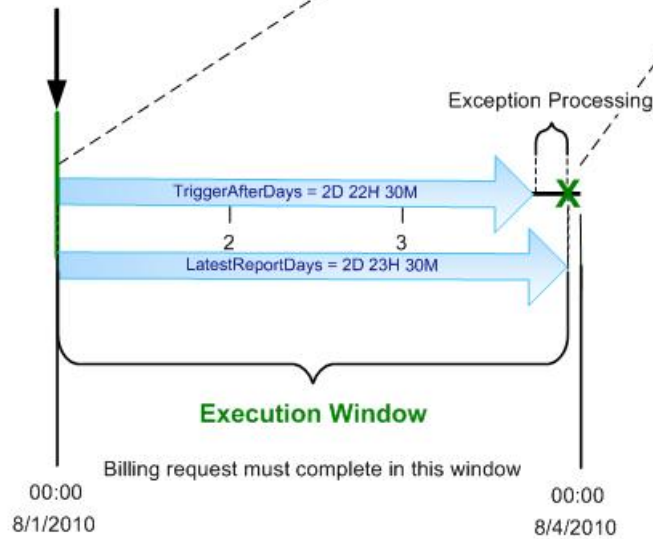 Exception Processing
TriggerAfterDays = 2D 22H 30M
2
3
LatestReportDays = 2D 23H 30M
Execution Window
Billing request must complete in this window
00:00
8/1/2010
00:00
8/4/2010